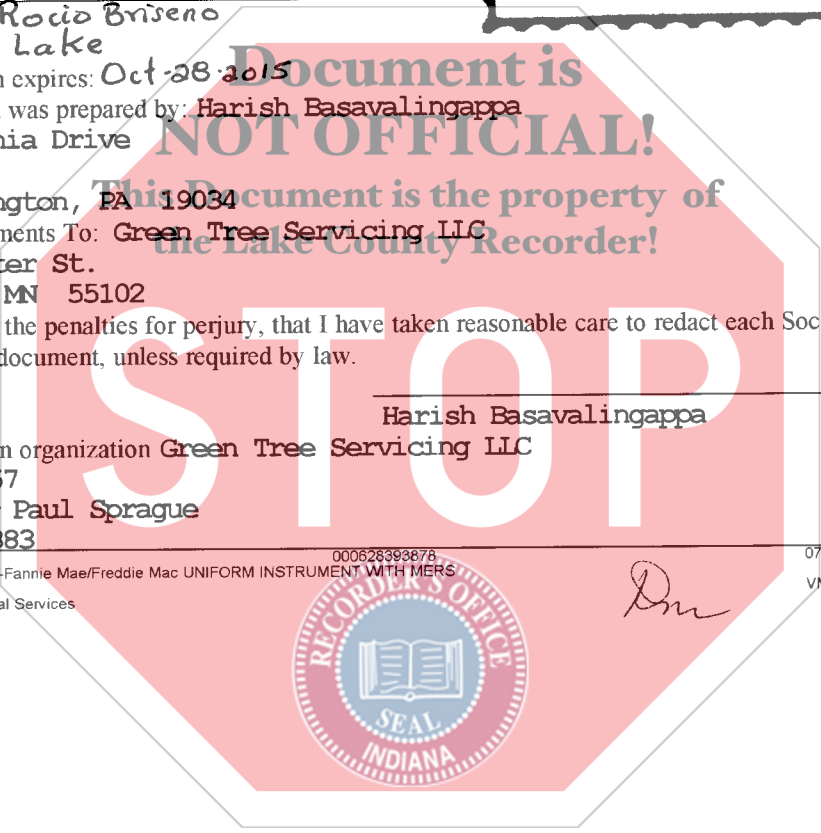 Rocio Briseno
Lake
Document is
n expires: Oct-28-2015
was prepared by: Harish Basavalingappa
NOT OFFICIAL!
nia Drive
This Document is the property of
ngton, PA 19034
ments To: Green Tree Servicing LLC
the Lake County Recorder!
ter St.
MN 55102
the penalties for perjury, that I have taken reasonable care to redact each Soc
document, unless required by law.
STOP
Harish Basavalingappa
n organization Green Tree Servicing LLC
57
Paul Sprague
383
000628393878
07
-Fannie Mae/Freddie Mac UNIFORM INSTRUMENT WITH MERS
VM
al Services
RECORDER'S OFFICE
SEAL
INDIANA